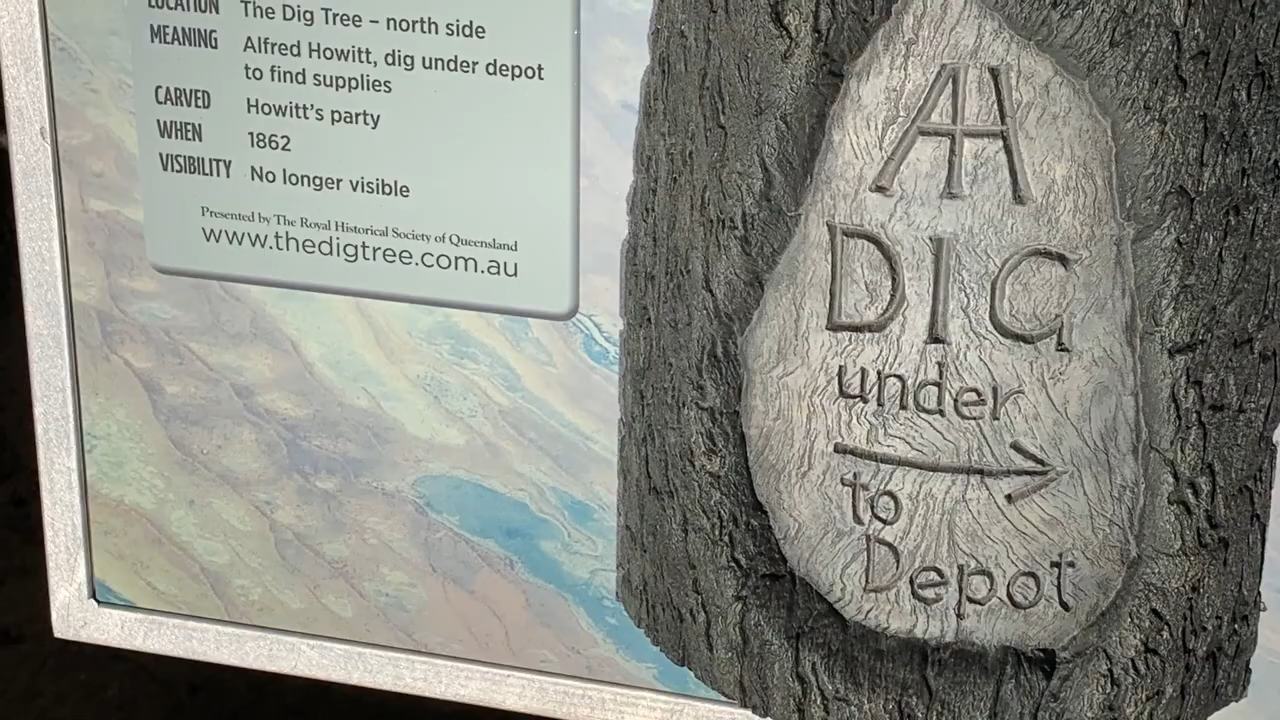 LOCATION The Dig Tree – north side
MEANING Alfred Howitt, dig under depot
to find supplies
CARVED Howitt's party
WHEN 1862
VISIBILITY No longer visible
Presented by The Royal Historical Society of Queensland
www.thedigtree.com.au
AH
DIG
under
→
to
Depot